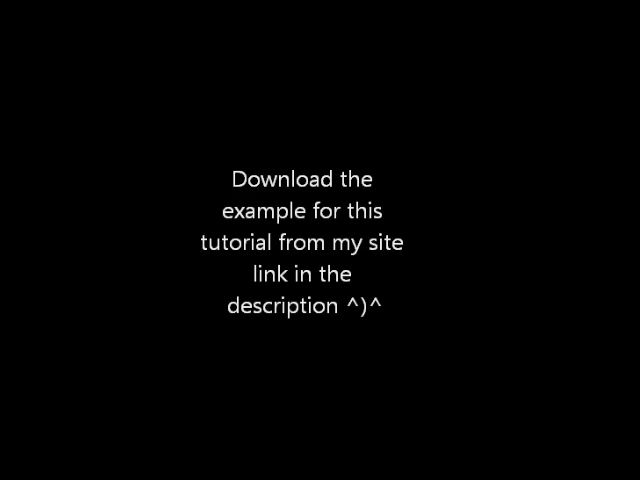 Download the
example for this
tutorial from my site
link in the
description ^)^